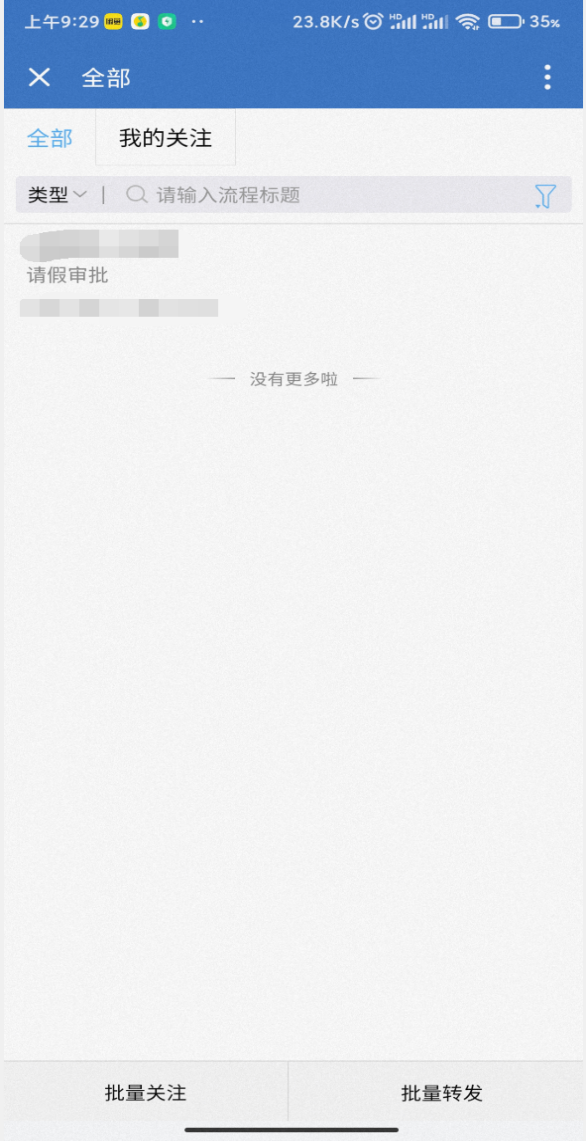 上午9:29 ·· 23.8K/s HD HD 35%
全部
全部 我的关注
类型 | 请输入流程标题
请假审批
没有更多啦
批量关注 批量转发